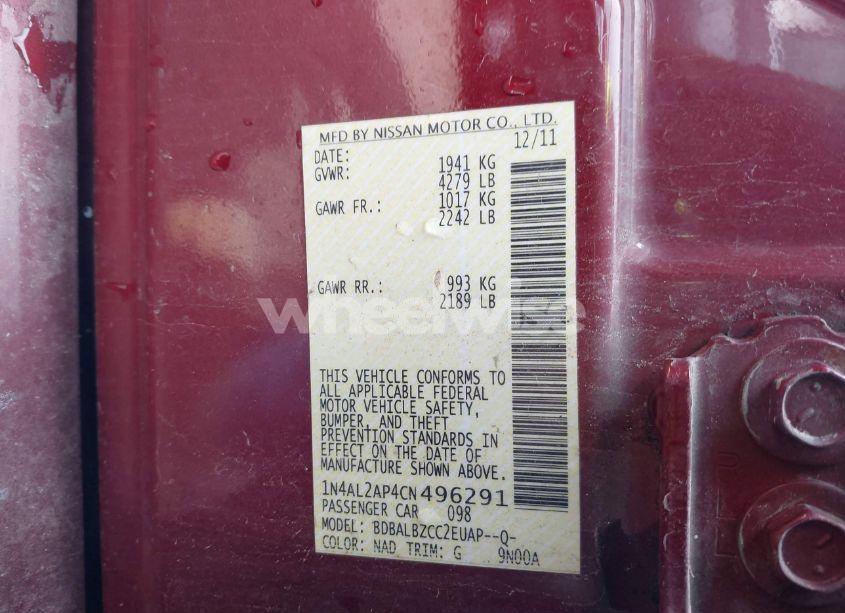 MFD BY NISSAN MOTOR CO., LTD.
DATE: 12/11
GVWR: 1941 KG
4279 LB
GAWR FR.: 1017 KG
2242 LB
GAWR RR.: 993 KG
2189 LB
wheelwise
THIS VEHICLE CONFORMS TO
ALL APPLICABLE FEDERAL
MOTOR VEHICLE SAFETY,
BUMPER, AND THEFT
PREVENTION STANDARDS IN
EFFECT ON THE DATE OF
MANUFACTURE SHOWN ABOVE.
1N4AL2AP4CN496291
PASSENGER CAR 098
MODEL: BDBALBZCC2EUAP--Q-
COLOR: NAD TRIM: G 9N00A